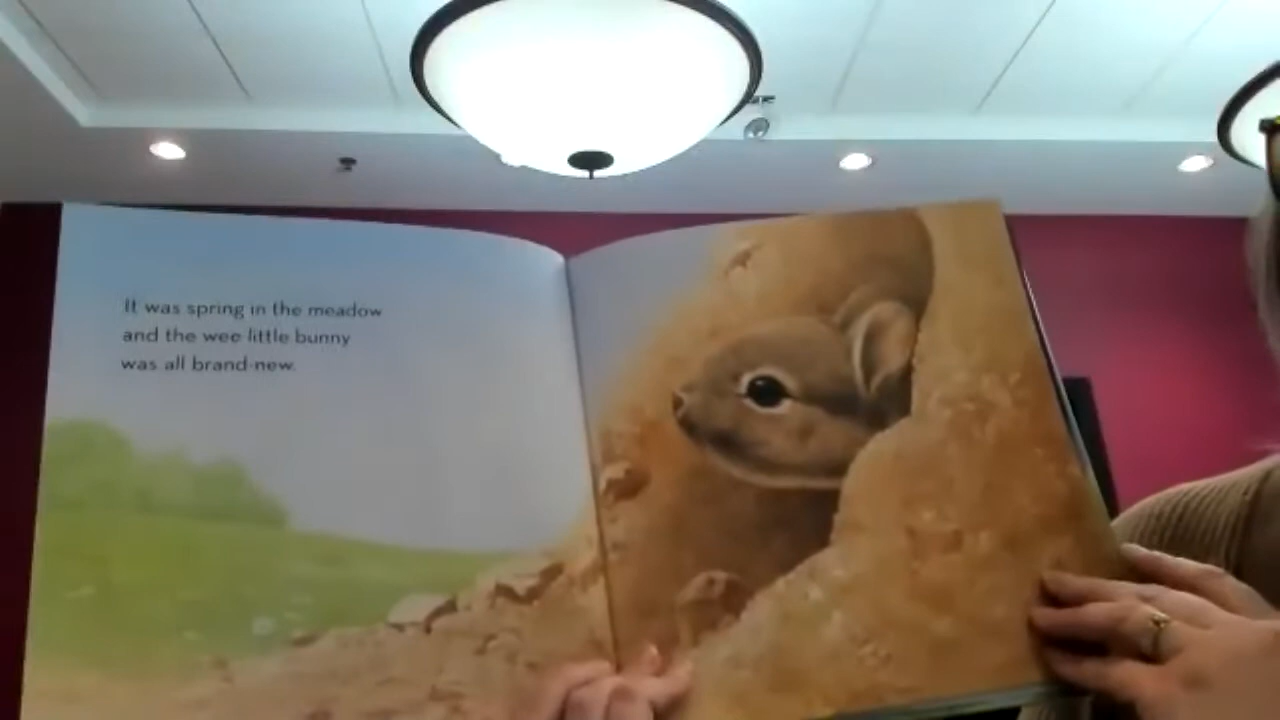 It was spring in the meadow
and the wee little bunny
was all brand-new.